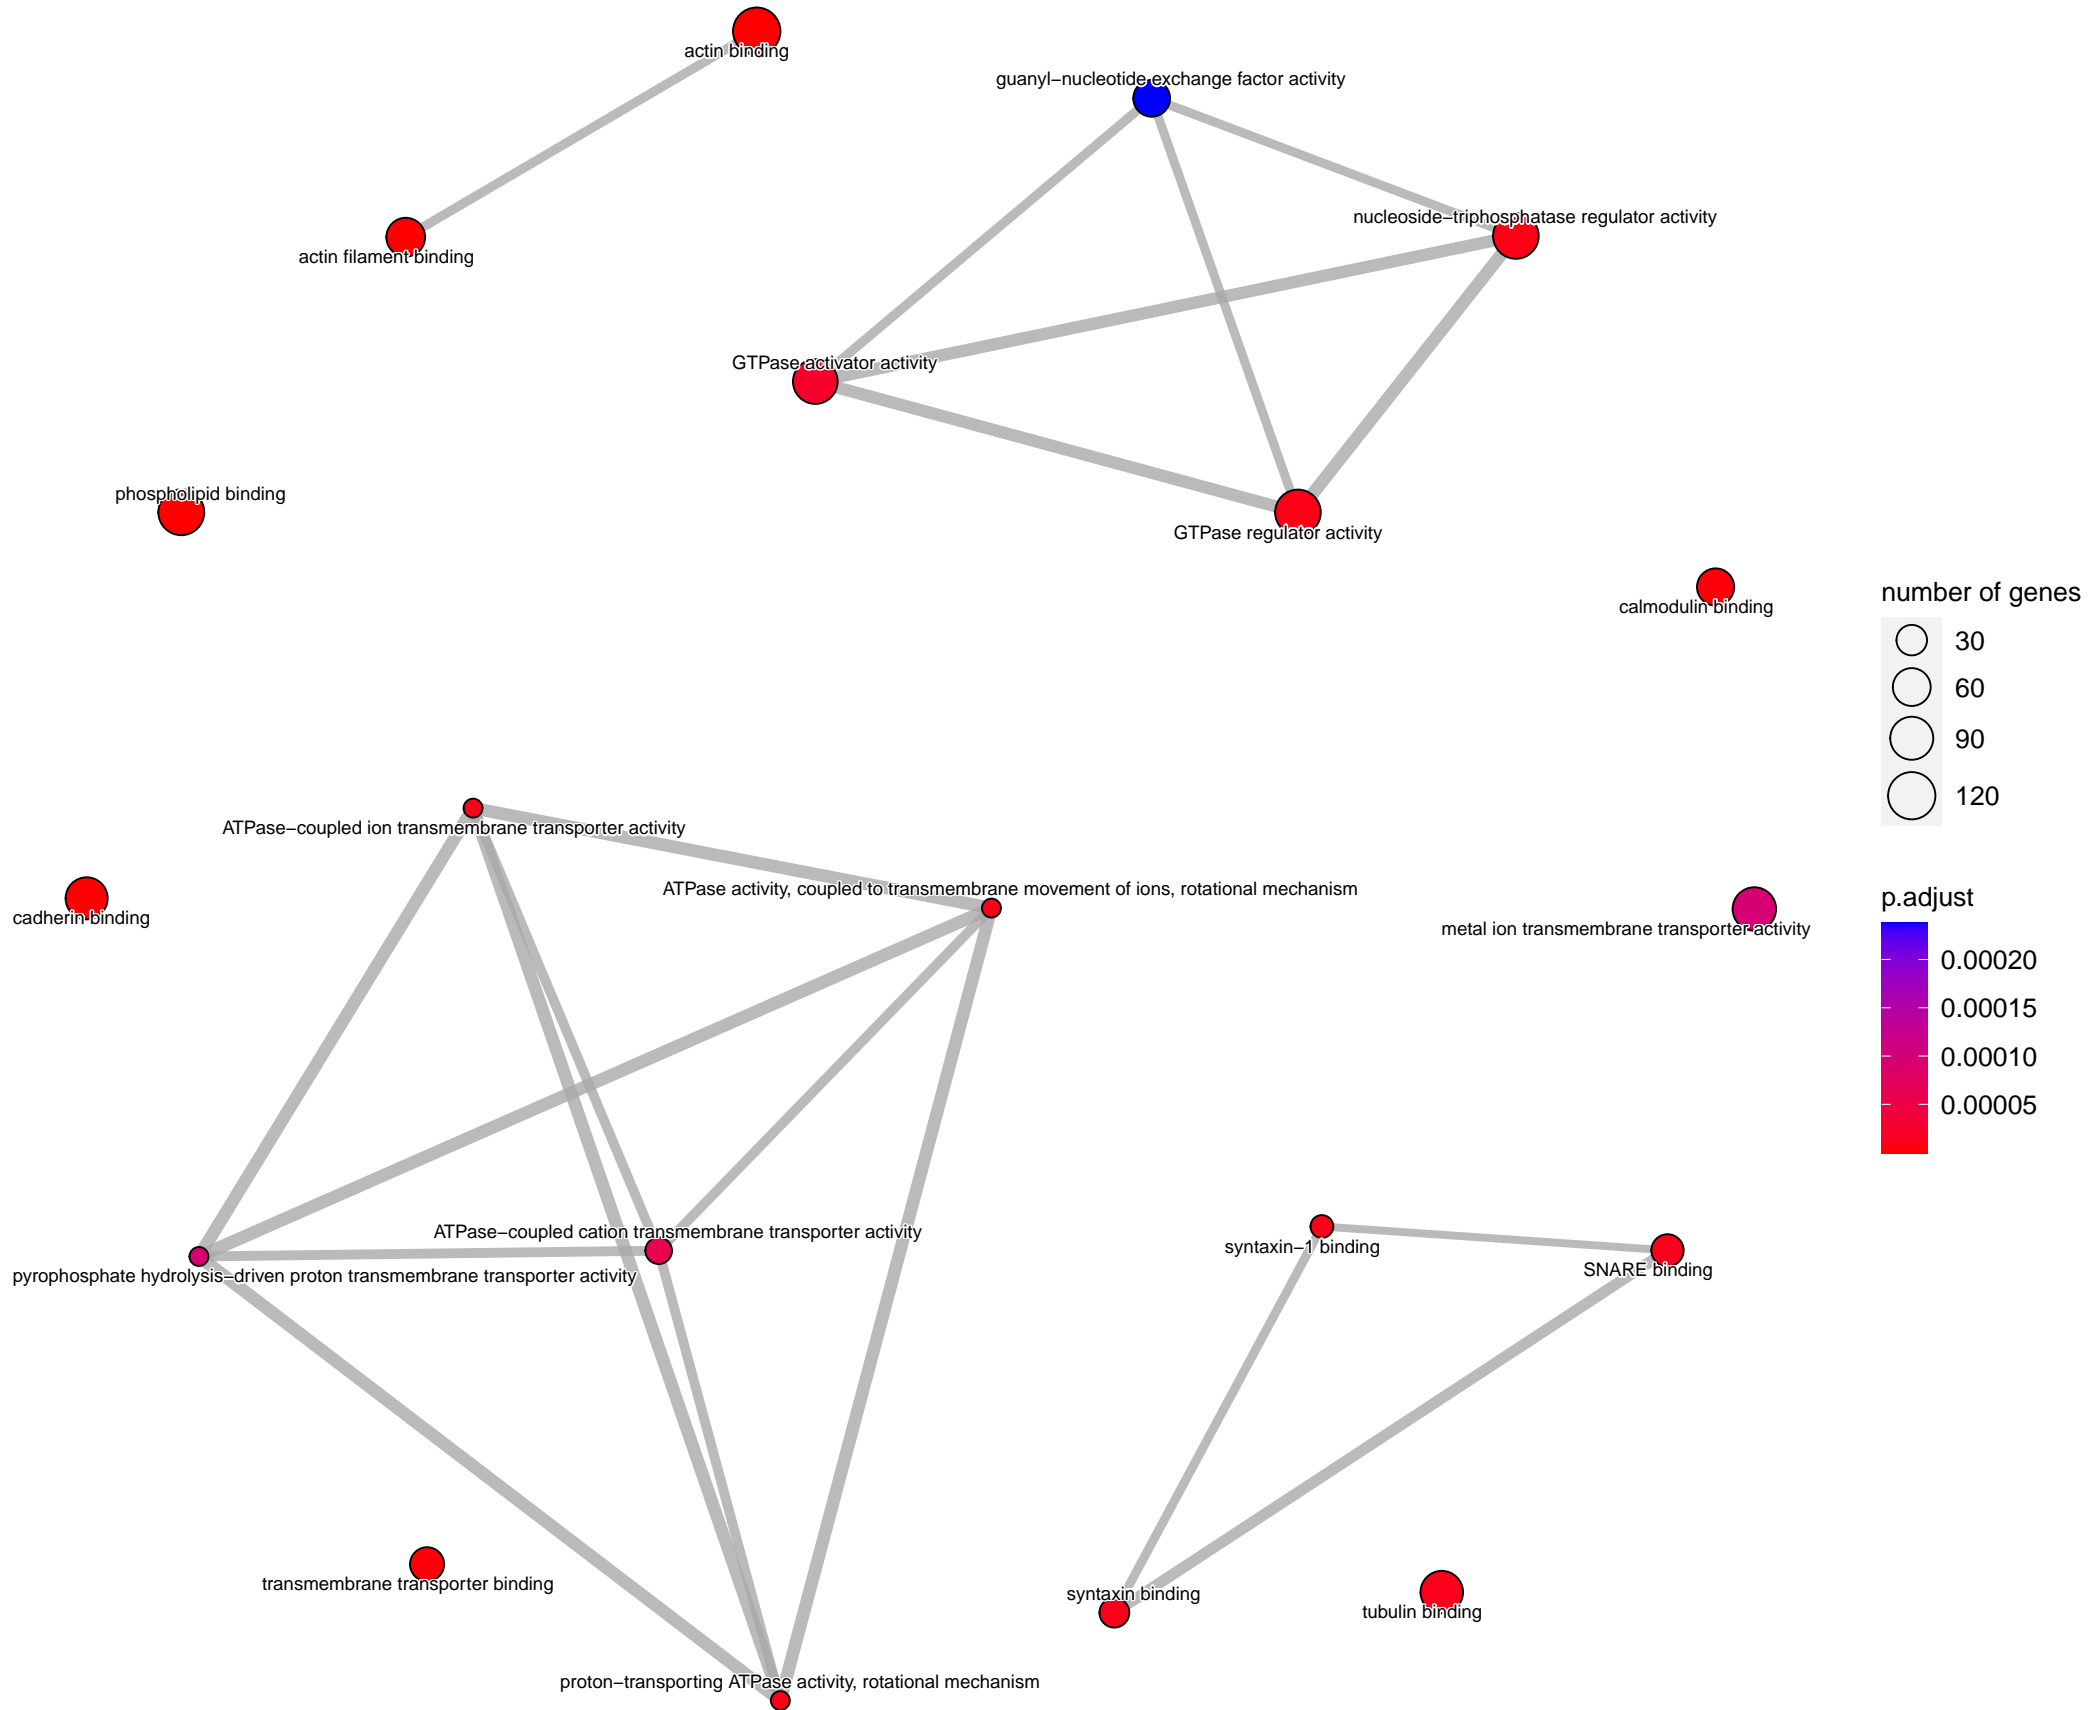 actin binding
guanyl−nucleotide exchange factor activity
nucleoside−triphosphatase regulator activity
actin filament binding
GTPase activator activity
phospholipid binding
GTPase regulator activity
calmodulin binding
number of genes
30
60
90
120
ATPase−coupled ion transmembrane transporter activity
ATPase activity, coupled to transmembrane movement of ions, rotational mechanism
cadherin binding
metal ion transmembrane transporter activity
p.adjust
0.00020
0.00015
0.00010
0.00005
ATPase−coupled cation transmembrane transporter activity
pyrophosphate hydrolysis−driven proton transmembrane transporter activity
syntaxin−1 binding
SNARE binding
transmembrane transporter binding
syntaxin binding
tubulin binding
proton−transporting ATPase activity, rotational mechanism